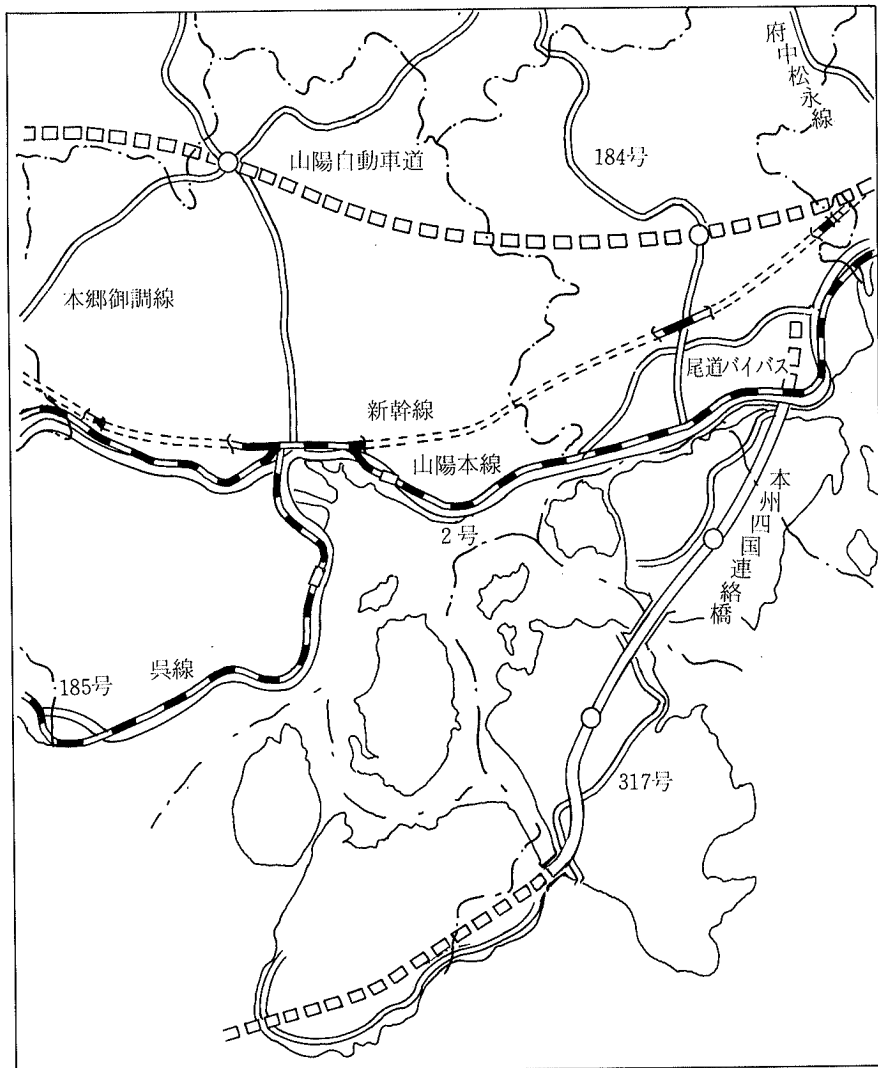 府中松永線
山陽自動車道
184号
本郷御調線
尾道バイパス
新幹線
山陽本線
2号
本州四国連絡橋
呉線
185号
317号